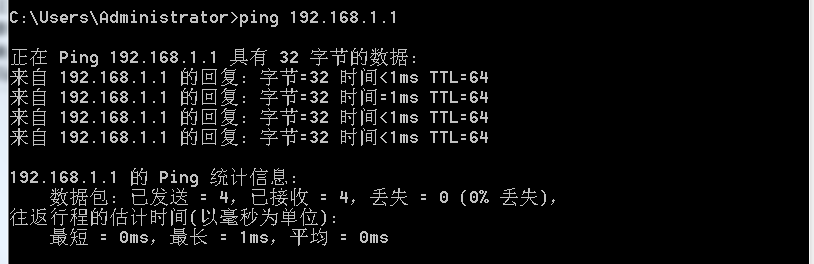 C:\Users\Administrator>ping 192.168.1.1
正在 Ping 192.168.1.1 具有 32 字节的数据:
来自 192.168.1.1 的回复: 字节=32 时间<1ms TTL=64
来自 192.168.1.1 的回复: 字节=32 时间=1ms TTL=64
来自 192.168.1.1 的回复: 字节=32 时间<1ms TTL=64
来自 192.168.1.1 的回复: 字节=32 时间<1ms TTL=64
192.168.1.1 的 Ping 统计信息:
数据包: 已发送 = 4，已接收 = 4，丢失 = 0 (0% 丢失)，
往返行程的估计时间(以毫秒为单位):
最短 = 0ms，最长 = 1ms，平均 = 0ms